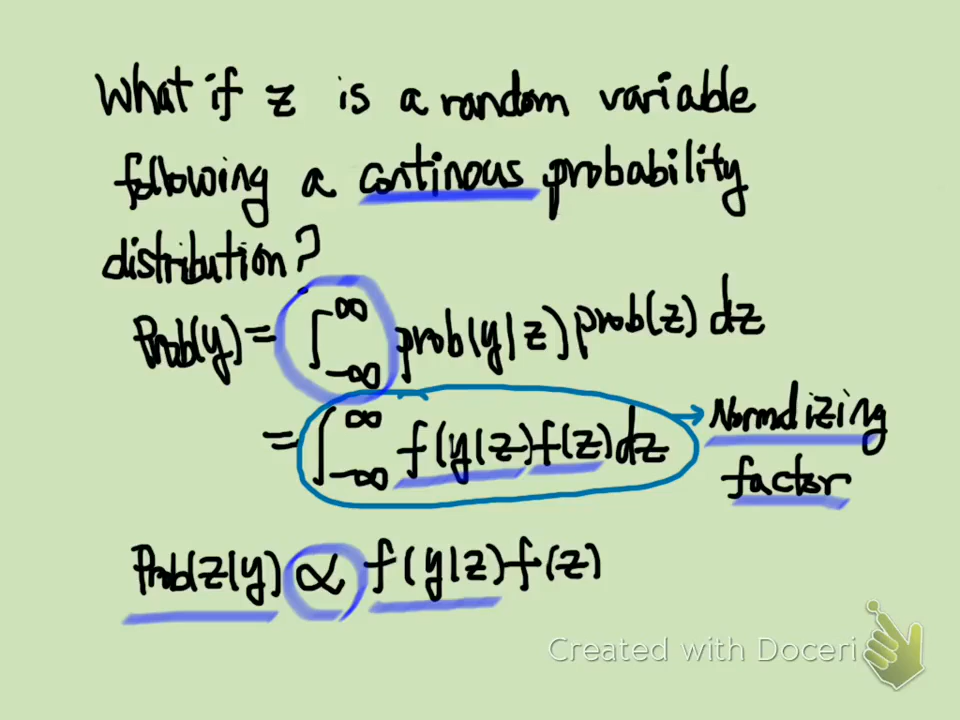 What if z is a random variable
following a continous probability
distribution?
Prob(y) = ∫_{-∞}^{∞} prob(y|z) prob(z) dz
= ∫_{-∞}^{∞} f(y|z) f(z) dz → Normalizing
factor
Prob(z|y) ∝ f(y|z) f(z)
Created with Doceri